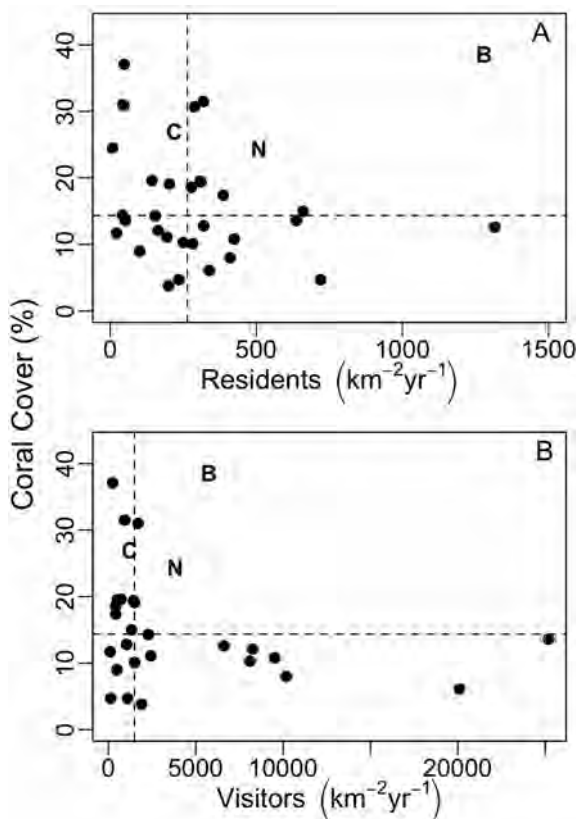 A
B
C
N
40
30
20
10
0
0 500 1000 1500
Residents (km⁻²yr⁻¹)
Coral Cover (%)
B
B
C
N
40
30
20
10
0
0 5000 10000 20000
Visitors (km⁻²yr⁻¹)